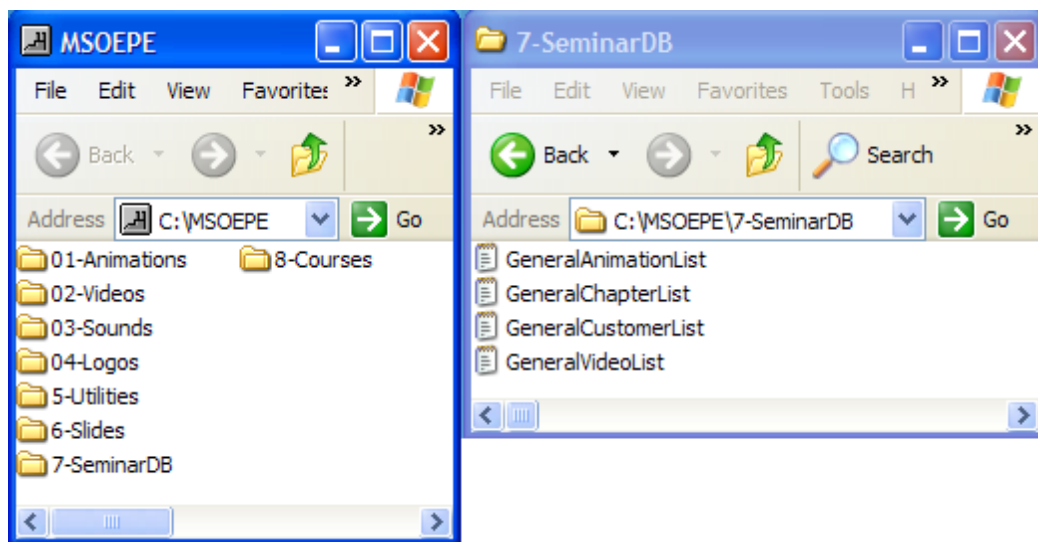 MSOEPE
File Edit View Favorites »
Back »
Address C:\MSOEPE Go
01-Animations 8-Courses
02-Videos
03-Sounds
04-Logos
5-Utilities
6-Slides
7-SeminarDB
7-SeminarDB
File Edit View Favorites Tools H »
Back Search »
Address C:\MSOEPE\7-SeminarDB Go
GeneralAnimationList
GeneralChapterList
GeneralCustomerList
GeneralVideoList